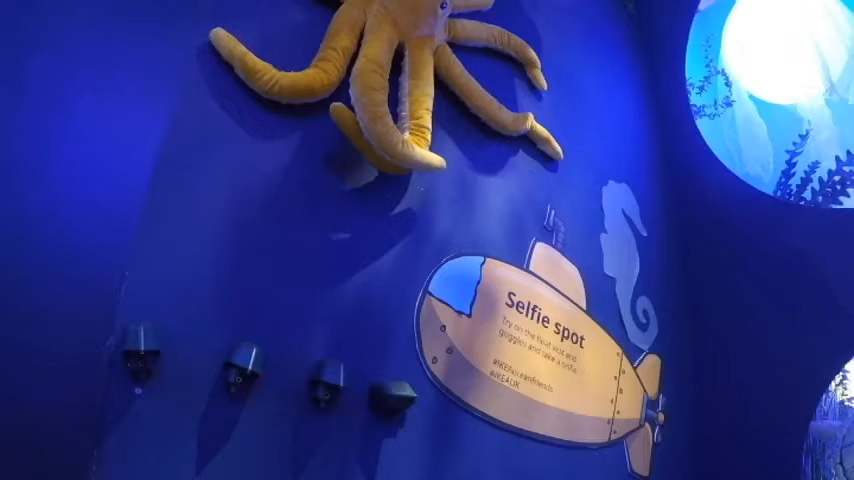 Selfie spot
Try on the float vest and
goggles and take a selfie.
#IKEAoceanfriends
#IKEAUK